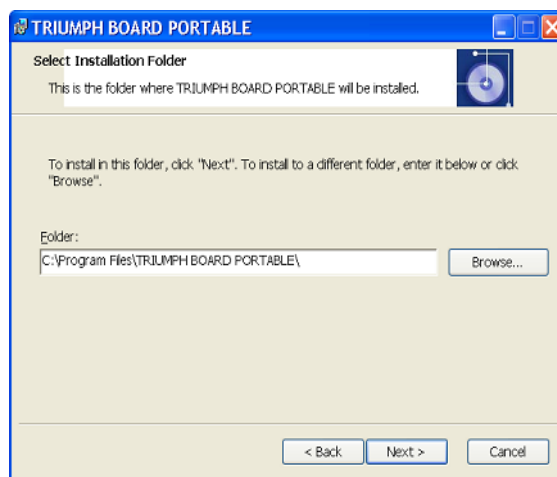 TRIUMPH BOARD PORTABLE
Select Installation Folder
This is the folder where TRIUMPH BOARD PORTABLE will be installed.
To install in this folder, click "Next". To install to a different folder, enter it below or click
"Browse".
Folder:
C:\Program Files\TRIUMPH BOARD PORTABLE\
Browse...
< Back
Next >
Cancel